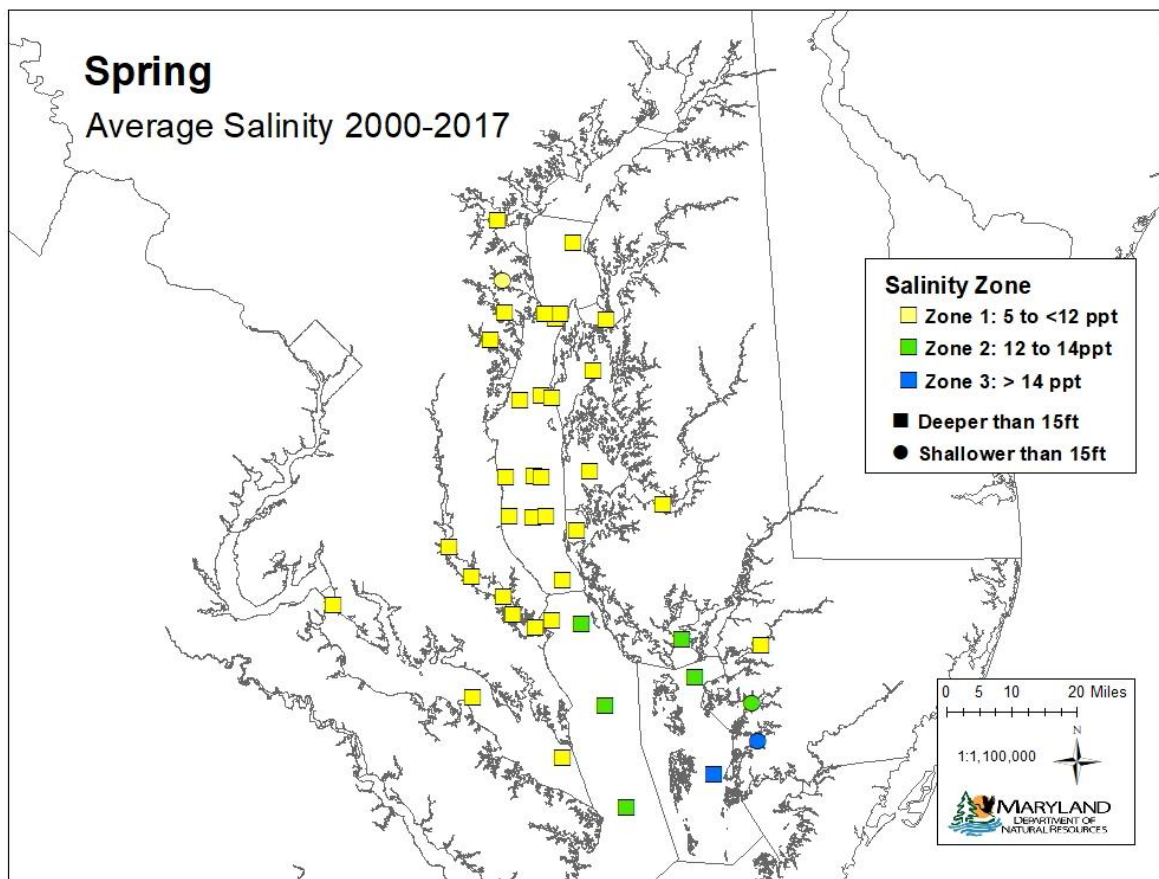 Spring
Average Salinity 2000-2017
Salinity Zone
Zone 1: 5 to <12 ppt
Zone 2: 12 to 14ppt
Zone 3: > 14 ppt
Deeper than 15ft
Shallower than 15ft
0 5 10 20 Miles
N
1:1,100,000
MARYLAND
DEPARTMENT OF
NATURAL RESOURCES